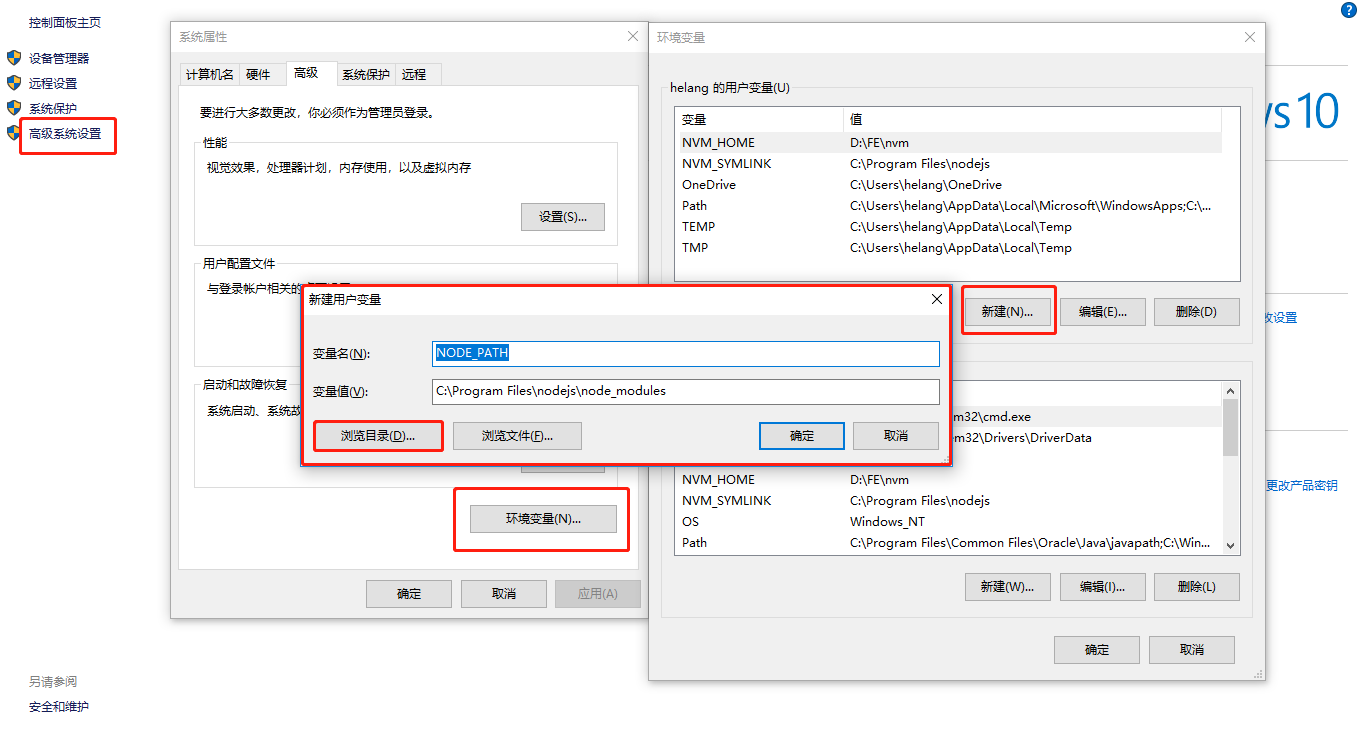 控制面板主页
设备管理器
远程设置
系统保护
高级系统设置
另请参阅
安全和维护
系统属性
计算机名 硬件 高级 系统保护 远程
要进行大多数更改，你必须作为管理员登录。
性能
视觉效果，处理器计划，内存使用，以及虚拟内存
设置(S)...
用户配置文件
与登录帐户相关的
启动和故障恢复
系统启动、系统故
环境变量(N)...
确定 取消 应用(A)
环境变量
helang 的用户变量(U)
变量 值
NVM_HOME D:\FE\nvm
NVM_SYMLINK C:\Program Files\nodejs
OneDrive C:\Users\helang\OneDrive
Path C:\Users\helang\AppData\Local\Microsoft\WindowsApps;C:\...
TEMP C:\Users\helang\AppData\Local\Temp
TMP C:\Users\helang\AppData\Local\Temp
新建(N)... 编辑(E)... 删除(D)
新建用户变量
变量名(N): NODE_PATH
变量值(V): C:\Program Files\nodejs\node_modules
浏览目录(D)... 浏览文件(F)... 确定 取消
m32\cmd.exe
em32\Drivers\DriverData
NVM_HOME D:\FE\nvm
NVM_SYMLINK C:\Program Files\nodejs
OS Windows_NT
Path C:\Program Files\Common Files\Oracle\Java\javapath;C:\Win...
新建(W)... 编辑(I)... 删除(L)
确定 取消
?
ws 10
改设置
更改产品密钥